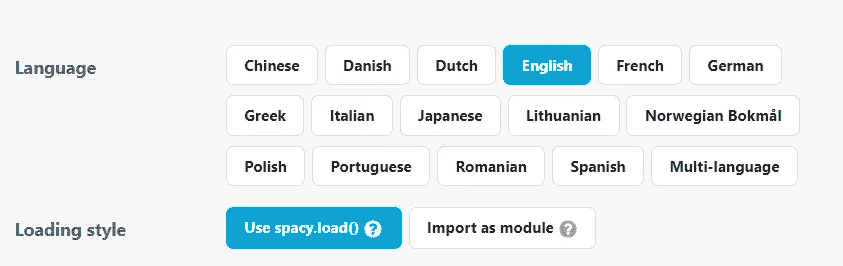 Language Chinese Danish Dutch English French German
Greek Italian Japanese Lithuanian Norwegian Bokmål
Polish Portuguese Romanian Spanish Multi-language
Loading style Use spacy.load() ? Import as module ?